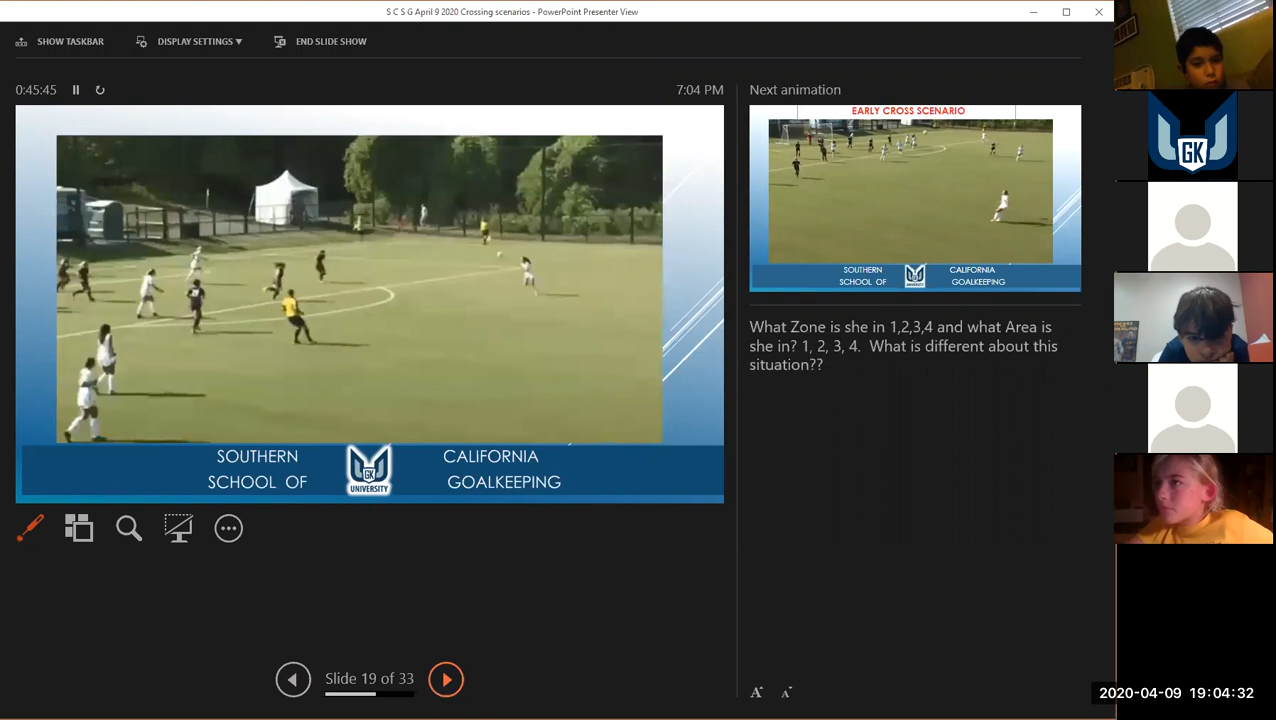 S C S G April 9 2020 Crossing scenarios - PowerPoint Presenter View
SHOW TASKBAR
DISPLAY SETTINGS ▼
END SLIDE SHOW
0:45:45
7:04 PM
Next animation
EARLY CROSS SCENARIO
SOUTHERN CALIFORNIA
SCHOOL OF GOALKEEPING
What Zone is she in 1,2,3,4 and what Area is
she in? 1, 2, 3, 4. What is different about this
situation??
SOUTHERN CALIFORNIA
SCHOOL OF GOALKEEPING
GK
UNIVERSITY
Slide 19 of 33
A A
GK
2020-04-09 19:04:32